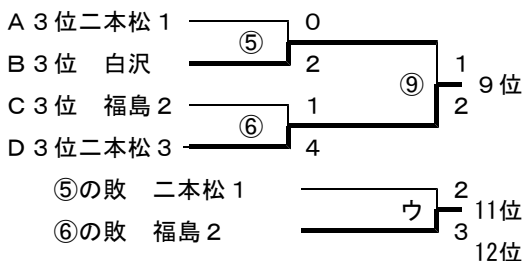 A3位二本松1 0
⑤
B3位 白沢 2 1
⑨ 9位
C3位 福島2 1 2
⑥
D3位二本松3 4
⑤の敗 二本松1 2
ウ 11位
⑥の敗 福島2 3
12位